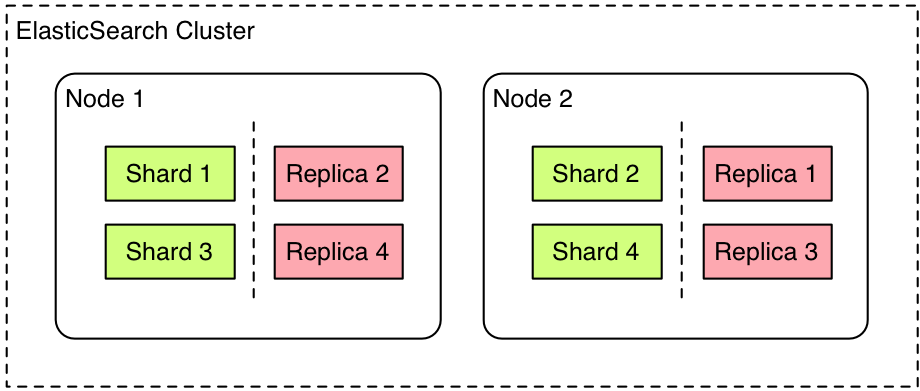 ElasticSearch Cluster
Node 1
Shard 1
Replica 2
Shard 3
Replica 4
Node 2
Shard 2
Replica 1
Shard 4
Replica 3